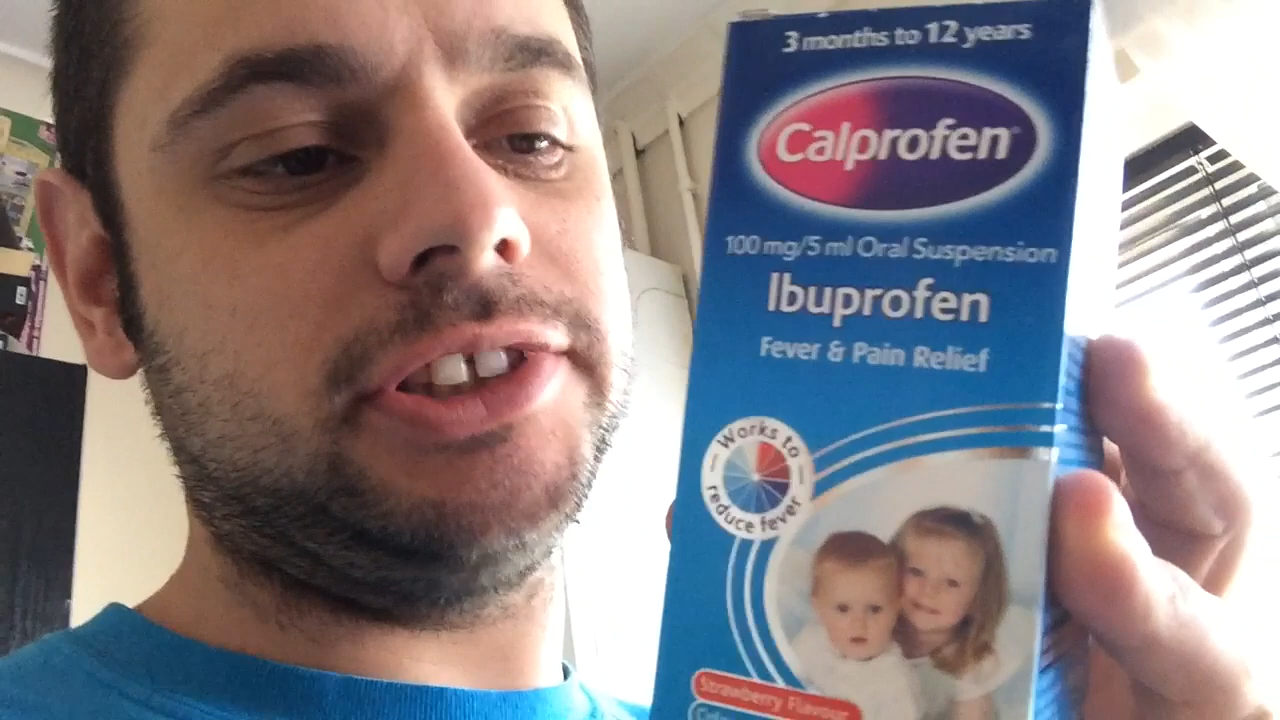 3 months to 12 years
Calprofen
100 mg/5 ml Oral Suspension
Ibuprofen
Fever & Pain Relief
Works to
reduce fever
Strawberry Flavour